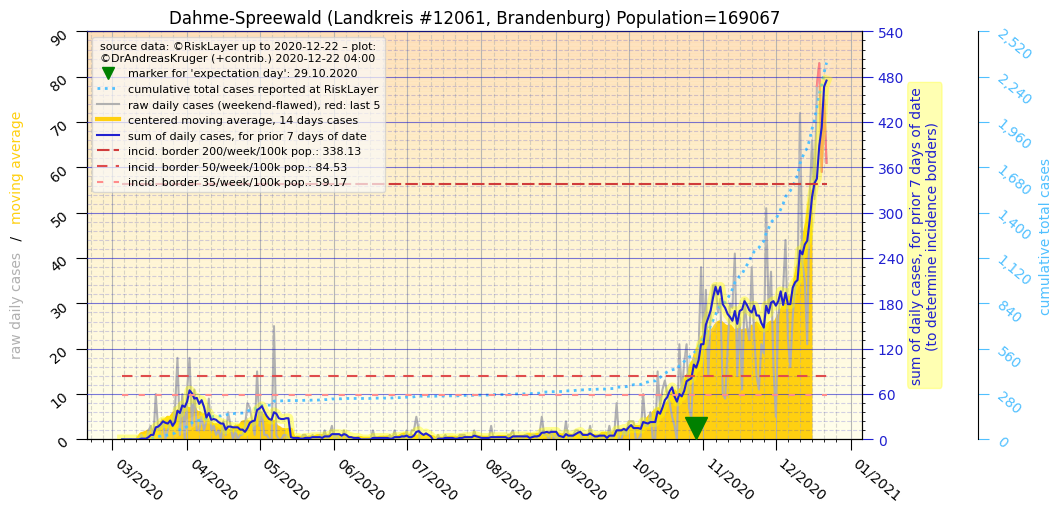 Dahme-Spreewald (Landkreis #12061, Brandenburg) Population=169067
source data: ©RiskLayer up to 2020-12-22 – plot:
©DrAndreasKruger (+contrib.) 2020-12-22 04:00
marker for 'expectation day': 29.10.2020
cumulative total cases reported at RiskLayer
raw daily cases (weekend-flawed), red: last 5
centered moving average, 14 days cases
sum of daily cases, for prior 7 days of date
incid. border 200/week/100k pop.: 338.13
incid. border 50/week/100k pop.: 84.53
incid. border 35/week/100k pop.: 59.17
raw daily cases / moving average
90
80
70
60
50
40
30
20
10
0
03/2020
04/2020
05/2020
06/2020
07/2020
08/2020
09/2020
10/2020
11/2020
12/2020
01/2021
540
480
420
360
300
240
180
120
60
0
sum of daily cases, for prior 7 days of date
(to determine incidence borders)
2,520
2,240
1,960
1,680
1,400
1,120
840
560
280
0
cumulative total cases